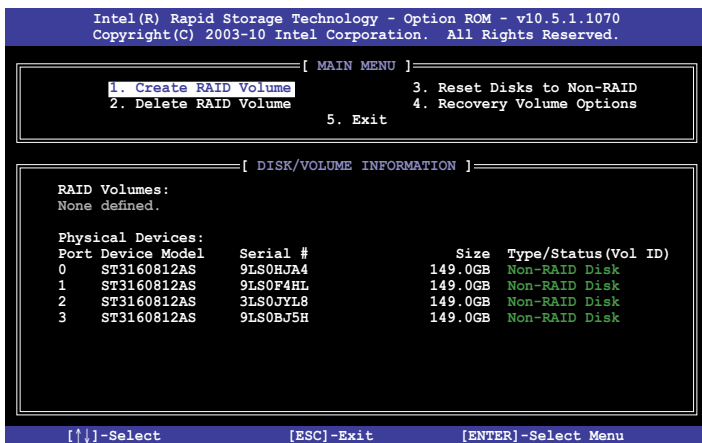 Intel(R) Rapid Storage Technology - Option ROM - v10.5.1.1070
Copyright(C) 2003-10 Intel Corporation. All Rights Reserved.
[ MAIN MENU ]
1. Create RAID Volume 3. Reset Disks to Non-RAID
2. Delete RAID Volume 4. Recovery Volume Options
5. Exit
[ DISK/VOLUME INFORMATION ]
RAID Volumes:
None defined.
Physical Devices:
Port Device Model Serial # Size Type/Status(Vol ID)
0 ST3160812AS 9LS0HJA4 149.0GB Non-RAID Disk
1 ST3160812AS 9LS0F4HL 149.0GB Non-RAID Disk
2 ST3160812AS 3LS0JYL8 149.0GB Non-RAID Disk
3 ST3160812AS 9LS0BJ5H 149.0GB Non-RAID Disk
[↑↓]-Select [ESC]-Exit [ENTER]-Select Menu